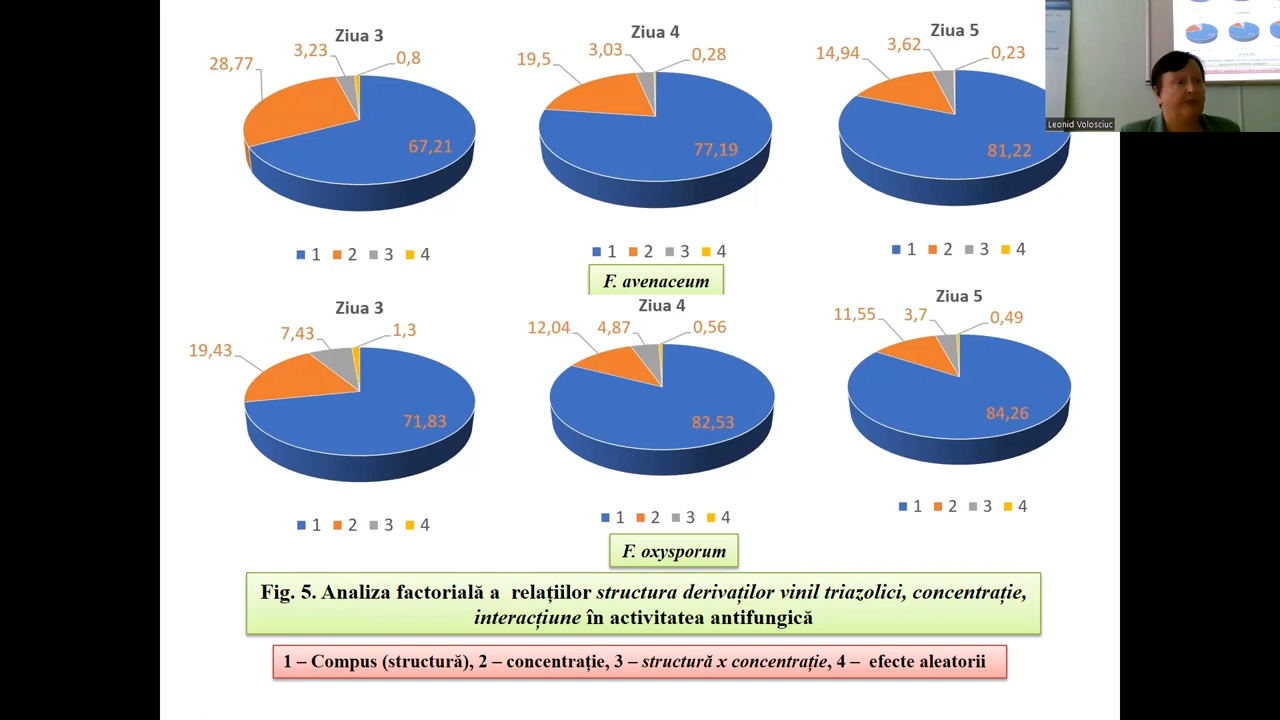 Ziua 3
28,77
3,23
0,8
67,21
1 2 3 4
Ziua 4
19,5
3,03
0,28
77,19
1 2 3 4
Ziua 5
14,94
3,62
0,23
81,22
1 2 3 4
Leonid Volosciuc
F. avenaceum
Ziua 3
19,43
7,43
1,3
71,83
1 2 3 4
Ziua 4
12,04
4,87
0,56
82,53
1 2 3 4
Ziua 5
11,55
3,7
0,49
84,26
1 2 3 4
F. oxysporum
Fig. 5. Analiza factorială a relațiilor structura derivaților vinil triazolici, concentrație,
interacțiune în activitatea antifungică
1 – Compus (structură), 2 – concentrație, 3 – structură x concentrație, 4 – efecte aleatorii